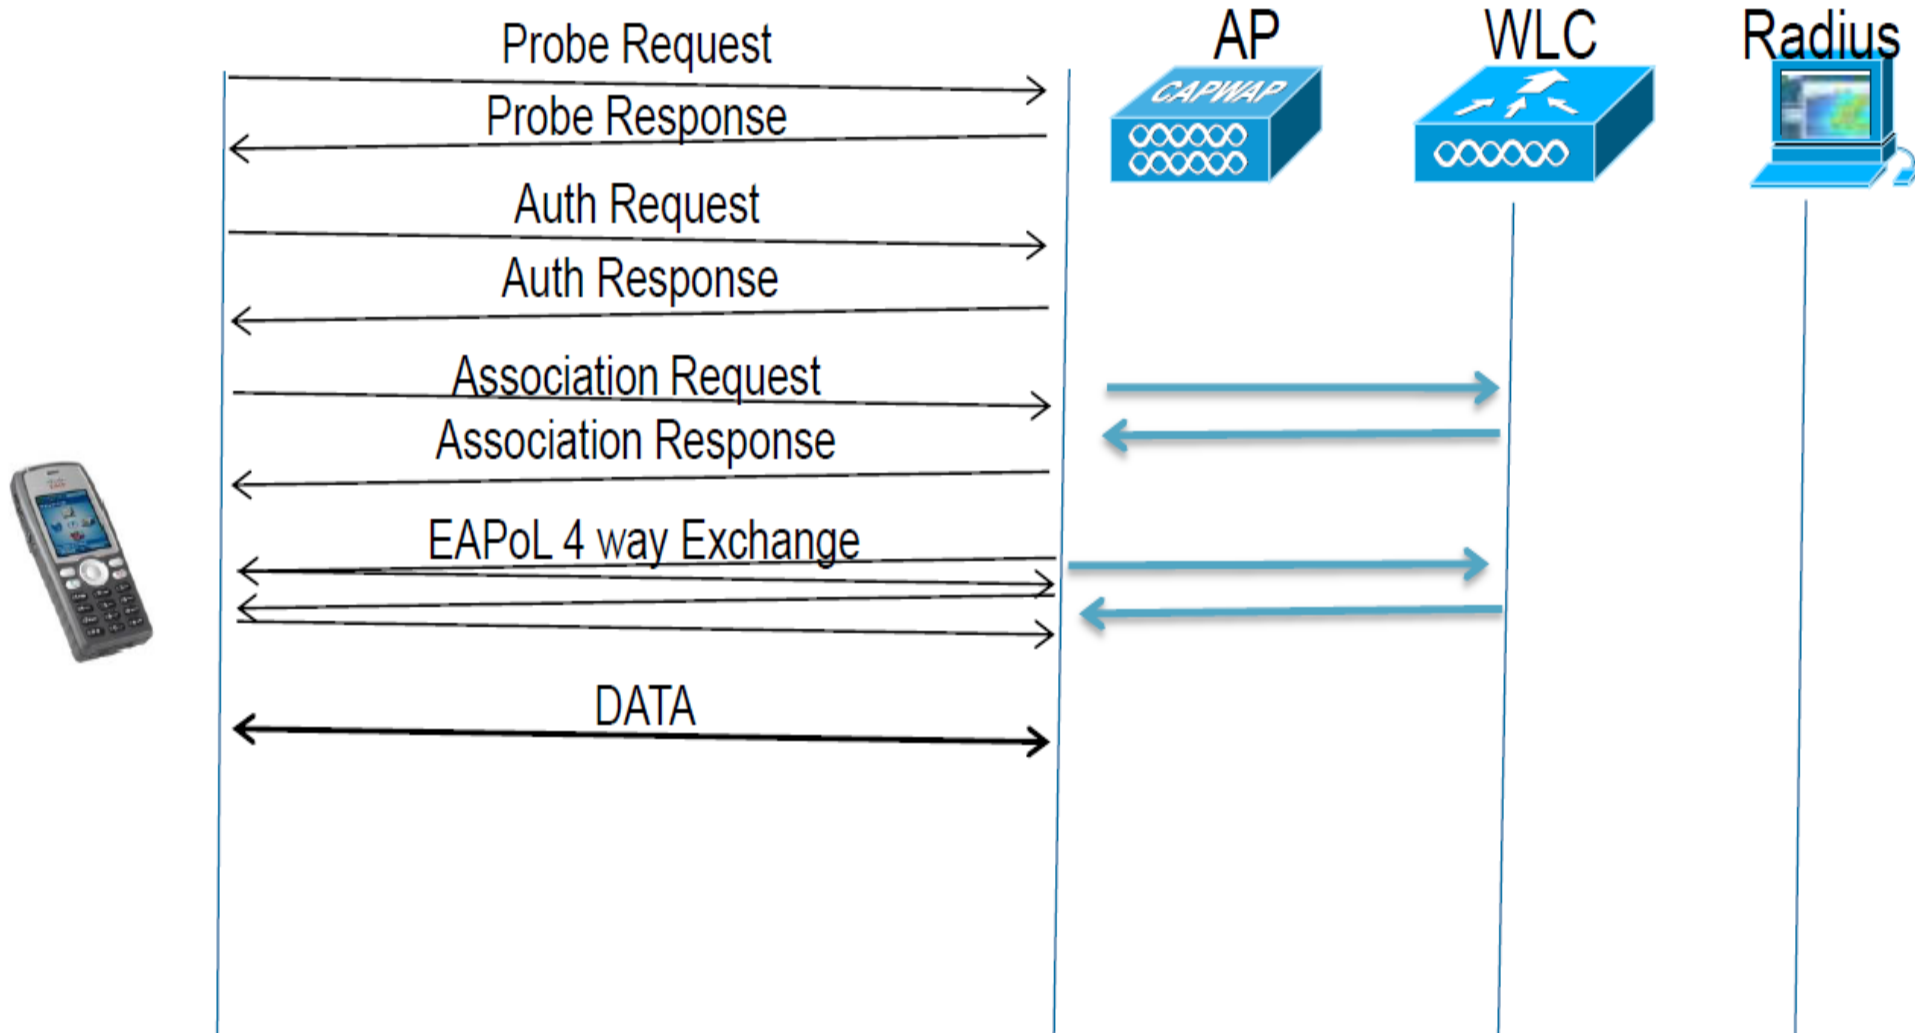 Probe Request
AP
WLC
Radius
CAPWAP
Probe Response
Auth Request
Auth Response
Association Request
Association Response
EAPoL 4 way Exchange
DATA